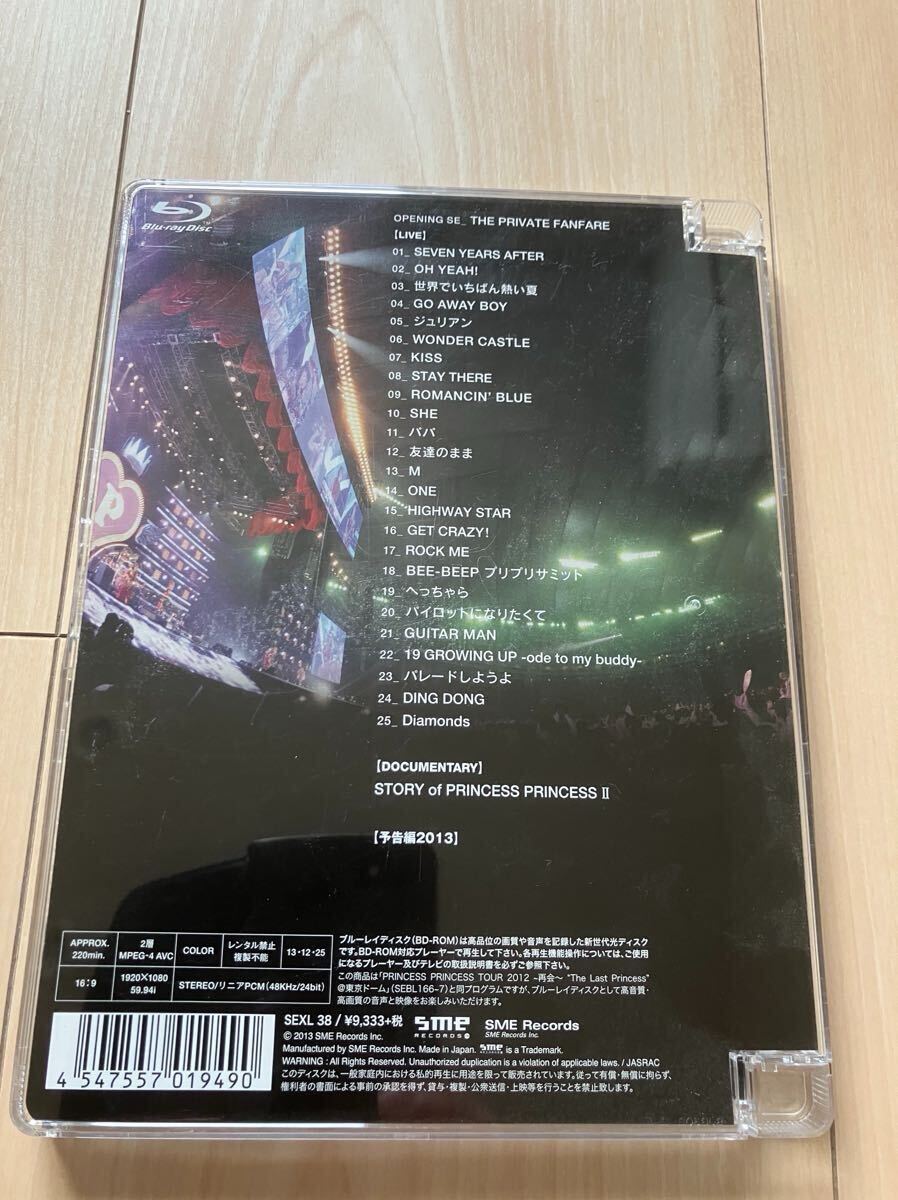 Blu-ray Disc
OPENING SE_ THE PRIVATE FANFARE
【LIVE】
01_ SEVEN YEARS AFTER
02_ OH YEAH!
03_ 世界でいちばん熱い夏
04_ GO AWAY BOY
05_ ジュリアン
06_ WONDER CASTLE
07_ KISS
08_ STAY THERE
09_ ROMANCIN' BLUE
10_ SHE
11_ パパ
12_ 友達のまま
13_ M
14_ ONE
15_ HIGHWAY STAR
16_ GET CRAZY!
17_ ROCK ME
18_ BEE-BEEP プリプリサミット
19_ へっちゃら
20_ パイロットになりたくて
21_ GUITAR MAN
22_ 19 GROWING UP -ode to my buddy-
23_ パレードしようよ
24_ DING DONG
25_ Diamonds
【DOCUMENTARY】
STORY of PRINCESS PRINCESS II
【予告編2013】
APPROX. 220min.
2層 MPEG-4 AVC
COLOR
レンタル禁止 複製不能
13・12・25
16:9
1920×1080 59.94i
STEREO/リニアPCM(48KHz/24bit)
ブルーレイディスク(BD-ROM)は高品位の画質や音声を記録した新世代光ディスク
です。BD-ROM対応プレーヤーで再生して下さい。各再生機能操作については、ご使用
になるプレーヤー及びテレビの取扱説明書を必ずご参照下さい。
この商品は「PRINCESS PRINCESS TOUR 2012 -再会〜 "The Last Princess"
@東京ドーム」(SEBL166~7)と同プログラムですが、ブルーレイディスクとして高音質・
高画質の音声と映像をお楽しみいただけます。
SEXL 38 / ¥9,333+税
sme RECORDS
SME Records
SME Records Inc.
© 2013 SME Records Inc.
Manufactured by SME Records Inc. Made in Japan. sme is a Trademark.
WARNING : All Rights Reserved. Unauthorized duplication is a violation of applicable laws. / JASRAC
このディスクは、一般家庭内における私的再生に用途を限って販売されています。従って有償・無償に拘らず、
権利者の書面による事前の承認を得ず、貸与・複製・公衆送信・上映等を行うことを禁止致します。
4 547557 019490
P